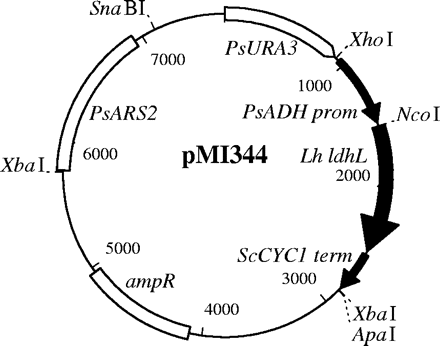 SnaBI
PsURA3
XhoI
7000
1000
PsARS2
PsADH prom
NcoI
pMI344
Lh ldhL
XbaI
6000
2000
ScCYC1 term
5000
ampR
3000
4000
XbaI
ApaI